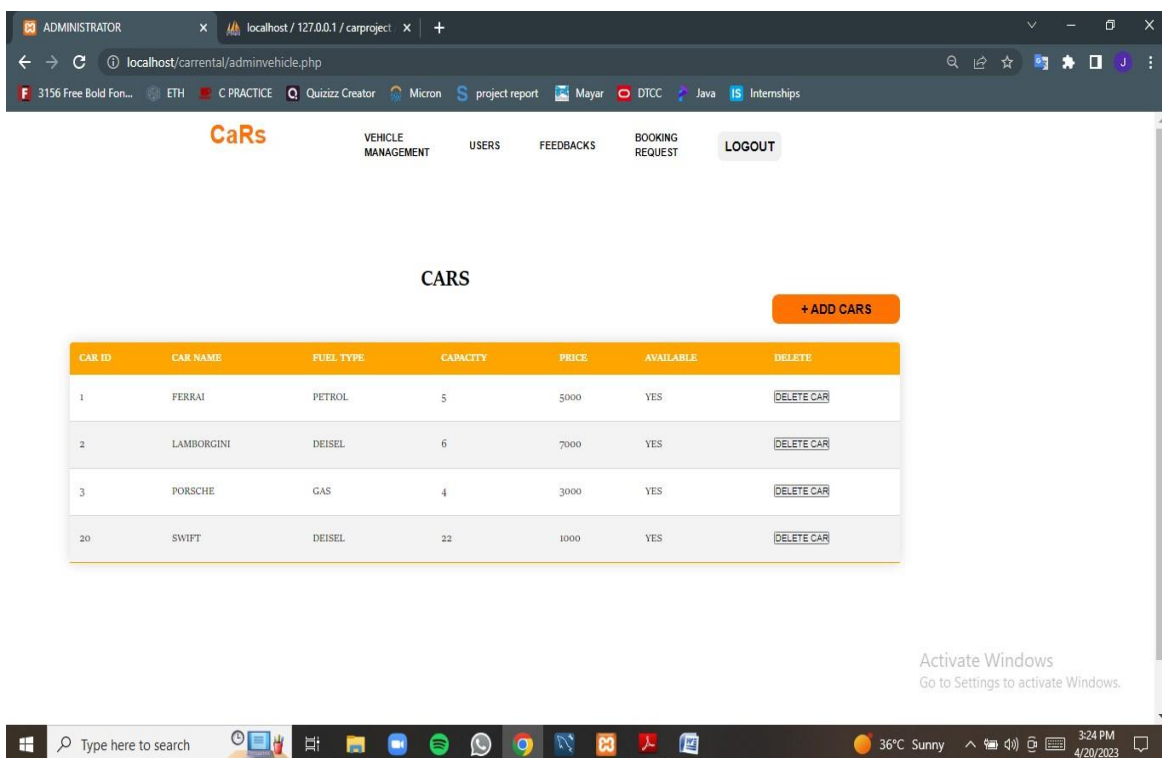 ADMINISTRATOR
localhost / 127.0.0.1 / carproject
localhost/carrental/adminvehicle.php
3156 Free Bold Fon... ETH C PRACTICE Quizizz Creator Micron project report Mayar DTCC Java Internships
CaRs
VEHICLE
MANAGEMENT
USERS
FEEDBACKS
BOOKING
REQUEST
LOGOUT
CARS
+ ADD CARS
CAR ID CAR NAME FUEL TYPE CAPACITY PRICE AVAILABLE DELETE
1 FERRAI PETROL 5 5000 YES DELETE CAR
2 LAMBORGINI DEISEL 6 7000 YES DELETE CAR
3 PORSCHE GAS 4 3000 YES DELETE CAR
20 SWIFT DEISEL 22 1000 YES DELETE CAR
Activate Windows
Go to Settings to activate Windows.
Type here to search
36°C Sunny
3:24 PM
4/20/2023